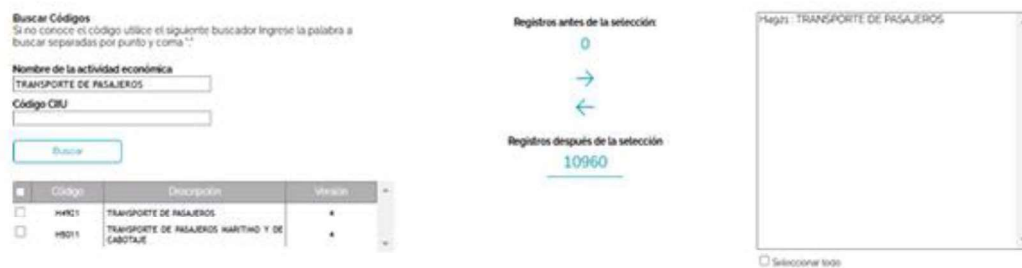 Buscar Códigos
Si no conoce el código utilice el siguiente buscador Ingrese la palabra a
buscar separadas por punto y coma ";"
Nombre de la actividad económica
TRANSPORTE DE PASAJEROS
Código CIIU
Buscar
Código Descripción Versión
H4921 TRANSPORTE DE PASAJEROS 4
H5011 TRANSPORTE DE PASAJEROS MARITIMO Y DE
CABOTAJE 4
Registros antes de la selección:
0
Registros después de la selección
10960
H4921 : TRANSPORTE DE PASAJEROS
Seleccionar todo